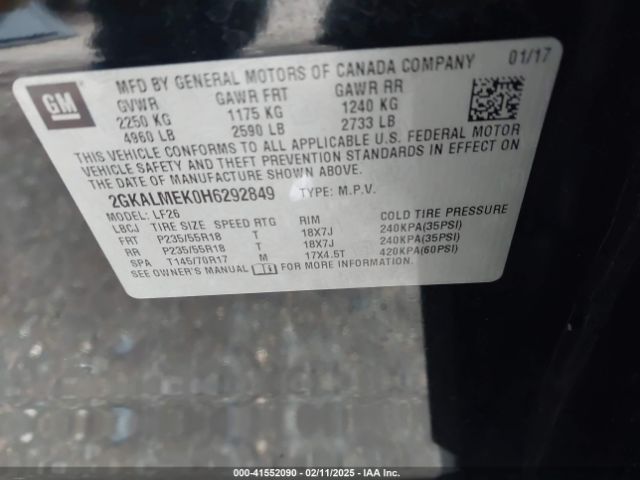 GM
MFD BY GENERAL MOTORS OF CANADA COMPANY 01/17
GVWR GAWR FRT GAWR RR
2250 KG 1175 KG 1240 KG
4960 LB 2590 LB 2733 LB
THIS VEHICLE CONFORMS TO ALL APPLICABLE U.S. FEDERAL MOTOR
VEHICLE SAFETY AND THEFT PREVENTION STANDARDS IN EFFECT ON
THE DATE OF MANUFACTURE SHOWN ABOVE.
2GKALMEK0H6292849 TYPE: M.P.V.
MODEL: LF26
LBCJ TIRE SIZE SPEED RTG RIM COLD TIRE PRESSURE
FRT P235/55R18 T 18X7J 240KPA(35PSI)
RR P235/55R18 T 18X7J 240KPA(35PSI)
SPA T145/70R17 M 17X4.5T 420KPA(60PSI)
SEE OWNER'S MANUAL FOR MORE INFORMATION.
000-41552090 - 02/11/2025 - IAA Inc.